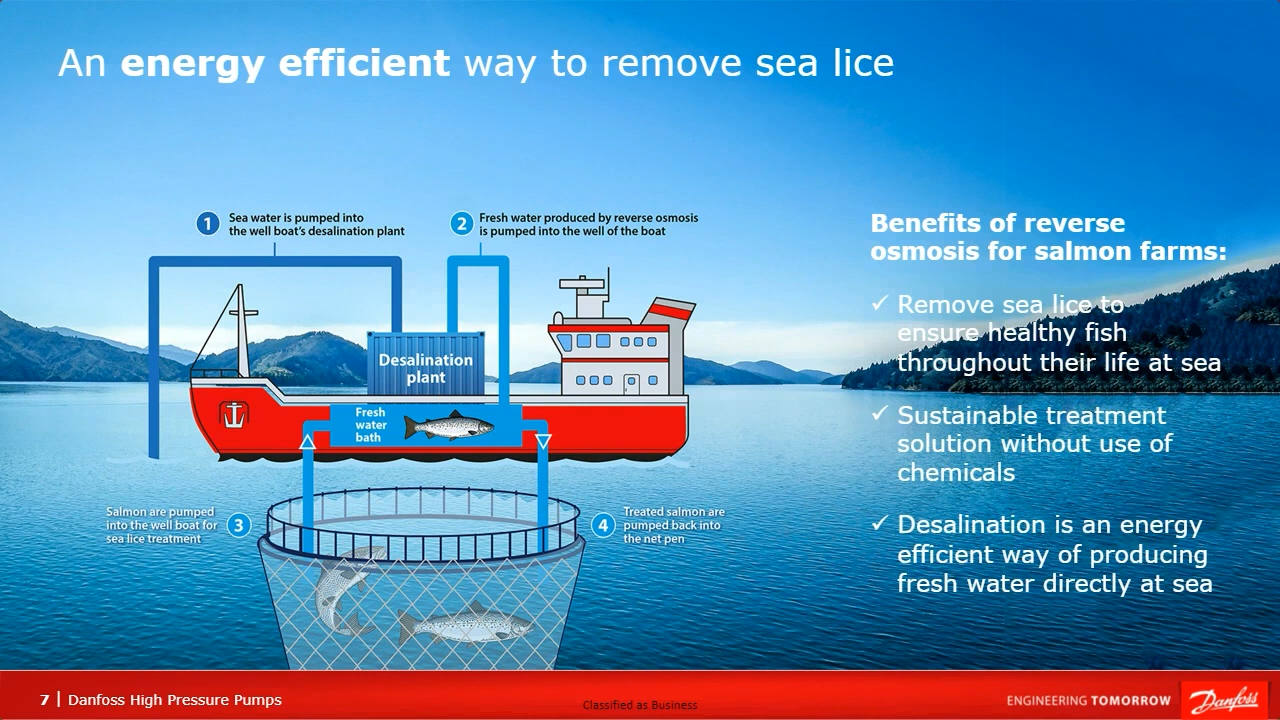 An energy efficient way to remove sea lice
1
Sea water is pumped into
the well boat's desalination plant
2
Fresh water produced by reverse osmosis
is pumped into the well of the boat
Desalination
plant
Fresh
water
bath
Salmon are pumped
into the well boat for
sea lice treatment
3
4
Treated salmon are
pumped back into
the net pen
Benefits of reverse
osmosis for salmon farms:
✓ Remove sea lice to
ensure healthy fish
throughout their life at sea
✓ Sustainable treatment
solution without use of
chemicals
✓ Desalination is an energy
efficient way of producing
fresh water directly at sea
7 | Danfoss High Pressure Pumps
Classified as Business
ENGINEERING TOMORROW
Danfoss